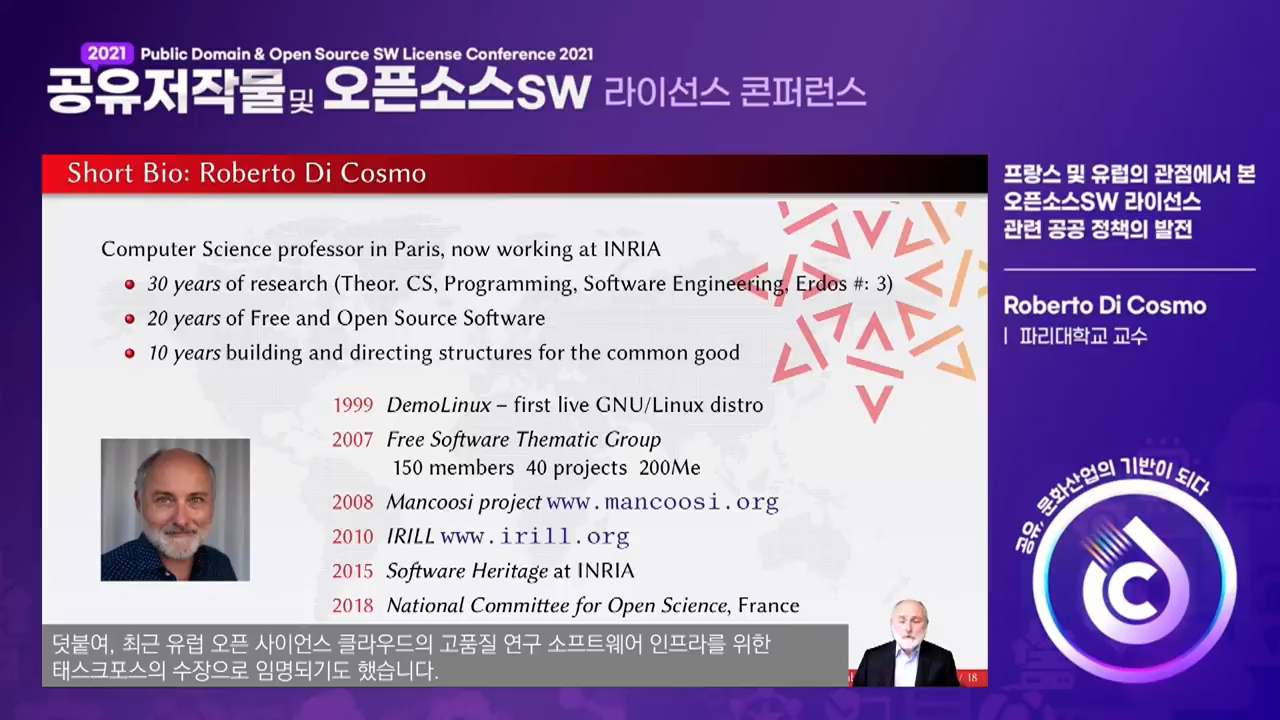 2021 Public Domain & Open Source SW License Conference 2021
공유저작물 및 오픈소스SW 라이선스 콘퍼런스
Short Bio: Roberto Di Cosmo
Computer Science professor in Paris, now working at INRIA
30 years of research (Theor. CS, Programming, Software Engineering, Erdos #: 3)
20 years of Free and Open Source Software
10 years building and directing structures for the common good
1999 DemoLinux – first live GNU/Linux distro
2007 Free Software Thematic Group
150 members 40 projects 200Me
2008 Mancoosi project www.mancoosi.org
2010 IRILL www.irill.org
2015 Software Heritage at INRIA
2018 National Committee for Open Science, France
덧붙여, 최근 유럽 오픈 사이언스 클라우드의 고품질 연구 소프트웨어 인프라를 위한
태스크포스의 수장으로 임명되기도 했습니다.
/ 18
프랑스 및 유럽의 관점에서 본
오픈소스SW 라이선스
관련 공공 정책의 발전
Roberto Di Cosmo
| 파리대학교 교수
공유, 문화산업의 기반이 되다